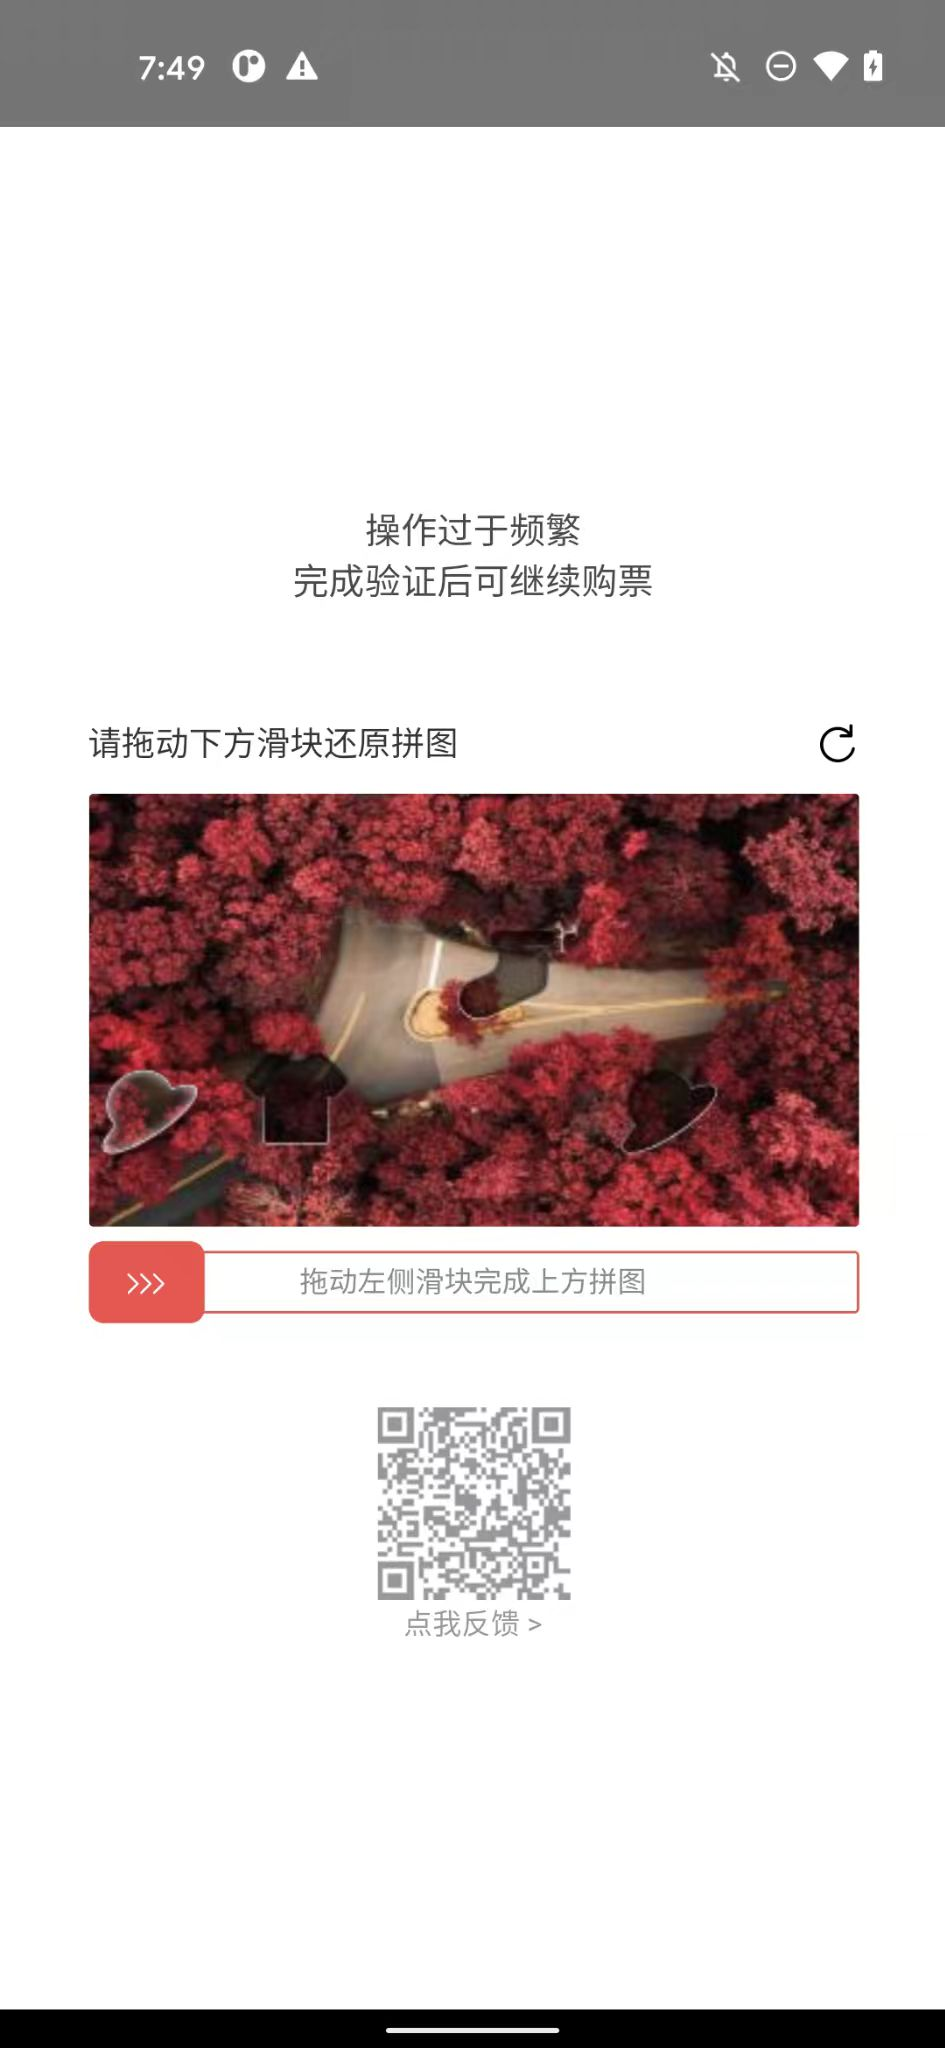 7:49
操作过于频繁
完成验证后可继续购票
请拖动下方滑块还原拼图
拖动左侧滑块完成上方拼图
点我反馈 >